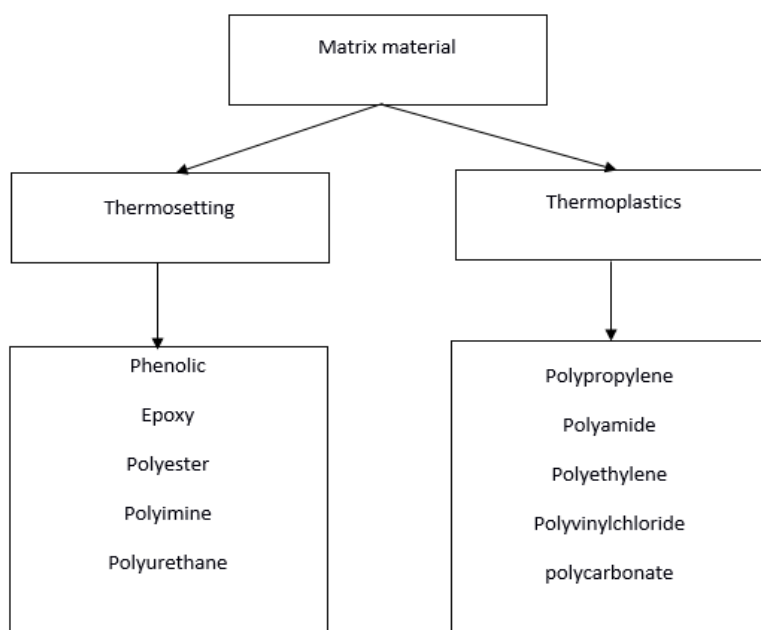 Matrix material
Thermosetting
Thermoplastics
Phenolic
Epoxy
Polyester
Polyimine
Polyurethane
Polypropylene
Polyamide
Polyethylene
Polyvinylchloride
polycarbonate